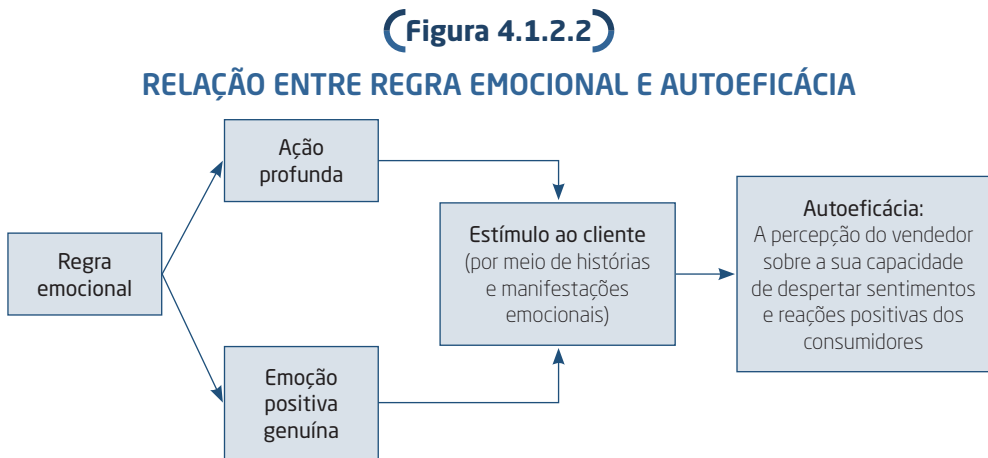 Figura 4.1.2.2
RELAÇÃO ENTRE REGRA EMOCIONAL E AUTOEFICÁCIA
Regra
emocional
Ação
profunda
Emoção
positiva
genuína
Estímulo ao cliente
(por meio de histórias
e manifestações
emocionais)
Autoeficácia:
A percepção do vendedor
sobre a sua capacidade
de despertar sentimentos
e reações positivas dos
consumidores